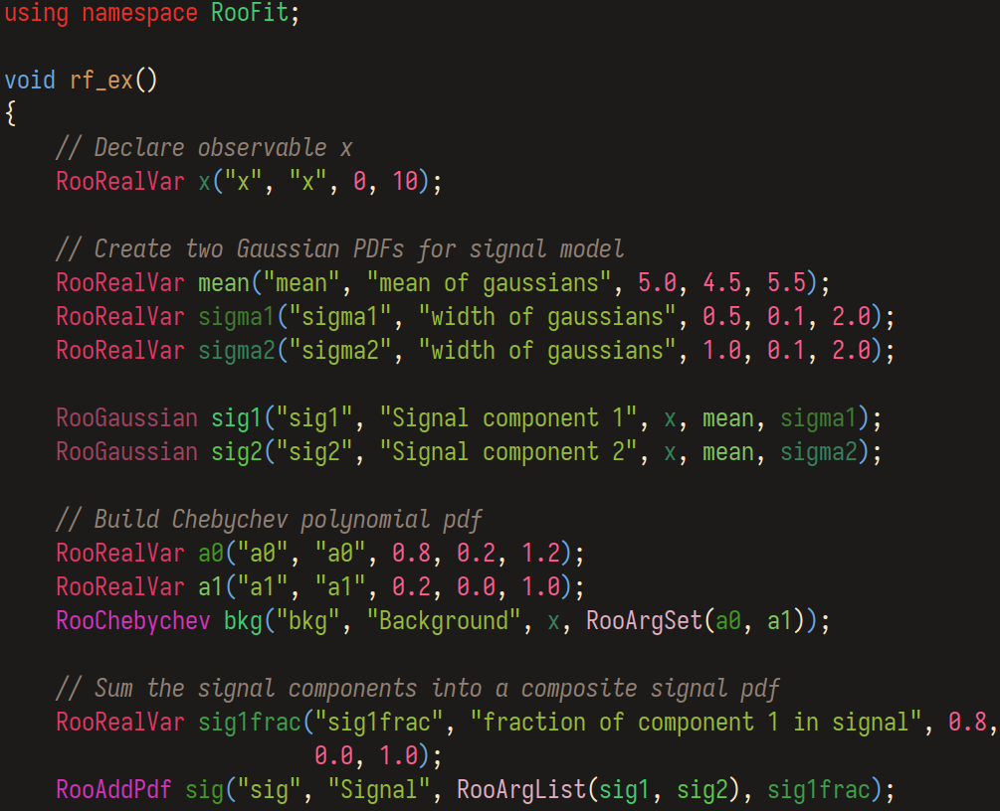 using namespace RooFit;
void rf_ex()
{
// Declare observable x
RooRealVar x("x", "x", 0, 10);
// Create two Gaussian PDFs for signal model
RooRealVar mean("mean", "mean of gaussians", 5.0, 4.5, 5.5);
RooRealVar sigma1("sigma1", "width of gaussians", 0.5, 0.1, 2.0);
RooRealVar sigma2("sigma2", "width of gaussians", 1.0, 0.1, 2.0);
RooGaussian sig1("sig1", "Signal component 1", x, mean, sigma1);
RooGaussian sig2("sig2", "Signal component 2", x, mean, sigma2);
// Build Chebychev polynomial pdf
RooRealVar a0("a0", "a0", 0.8, 0.2, 1.2);
RooRealVar a1("a1", "a1", 0.2, 0.0, 1.0);
RooChebychev bkg("bkg", "Background", x, RooArgSet(a0, a1));
// Sum the signal components into a composite signal pdf
RooRealVar sig1frac("sig1frac", "fraction of component 1 in signal", 0.8,
0.0, 1.0);
RooAddPdf sig("sig", "Signal", RooArgList(sig1, sig2), sig1frac);